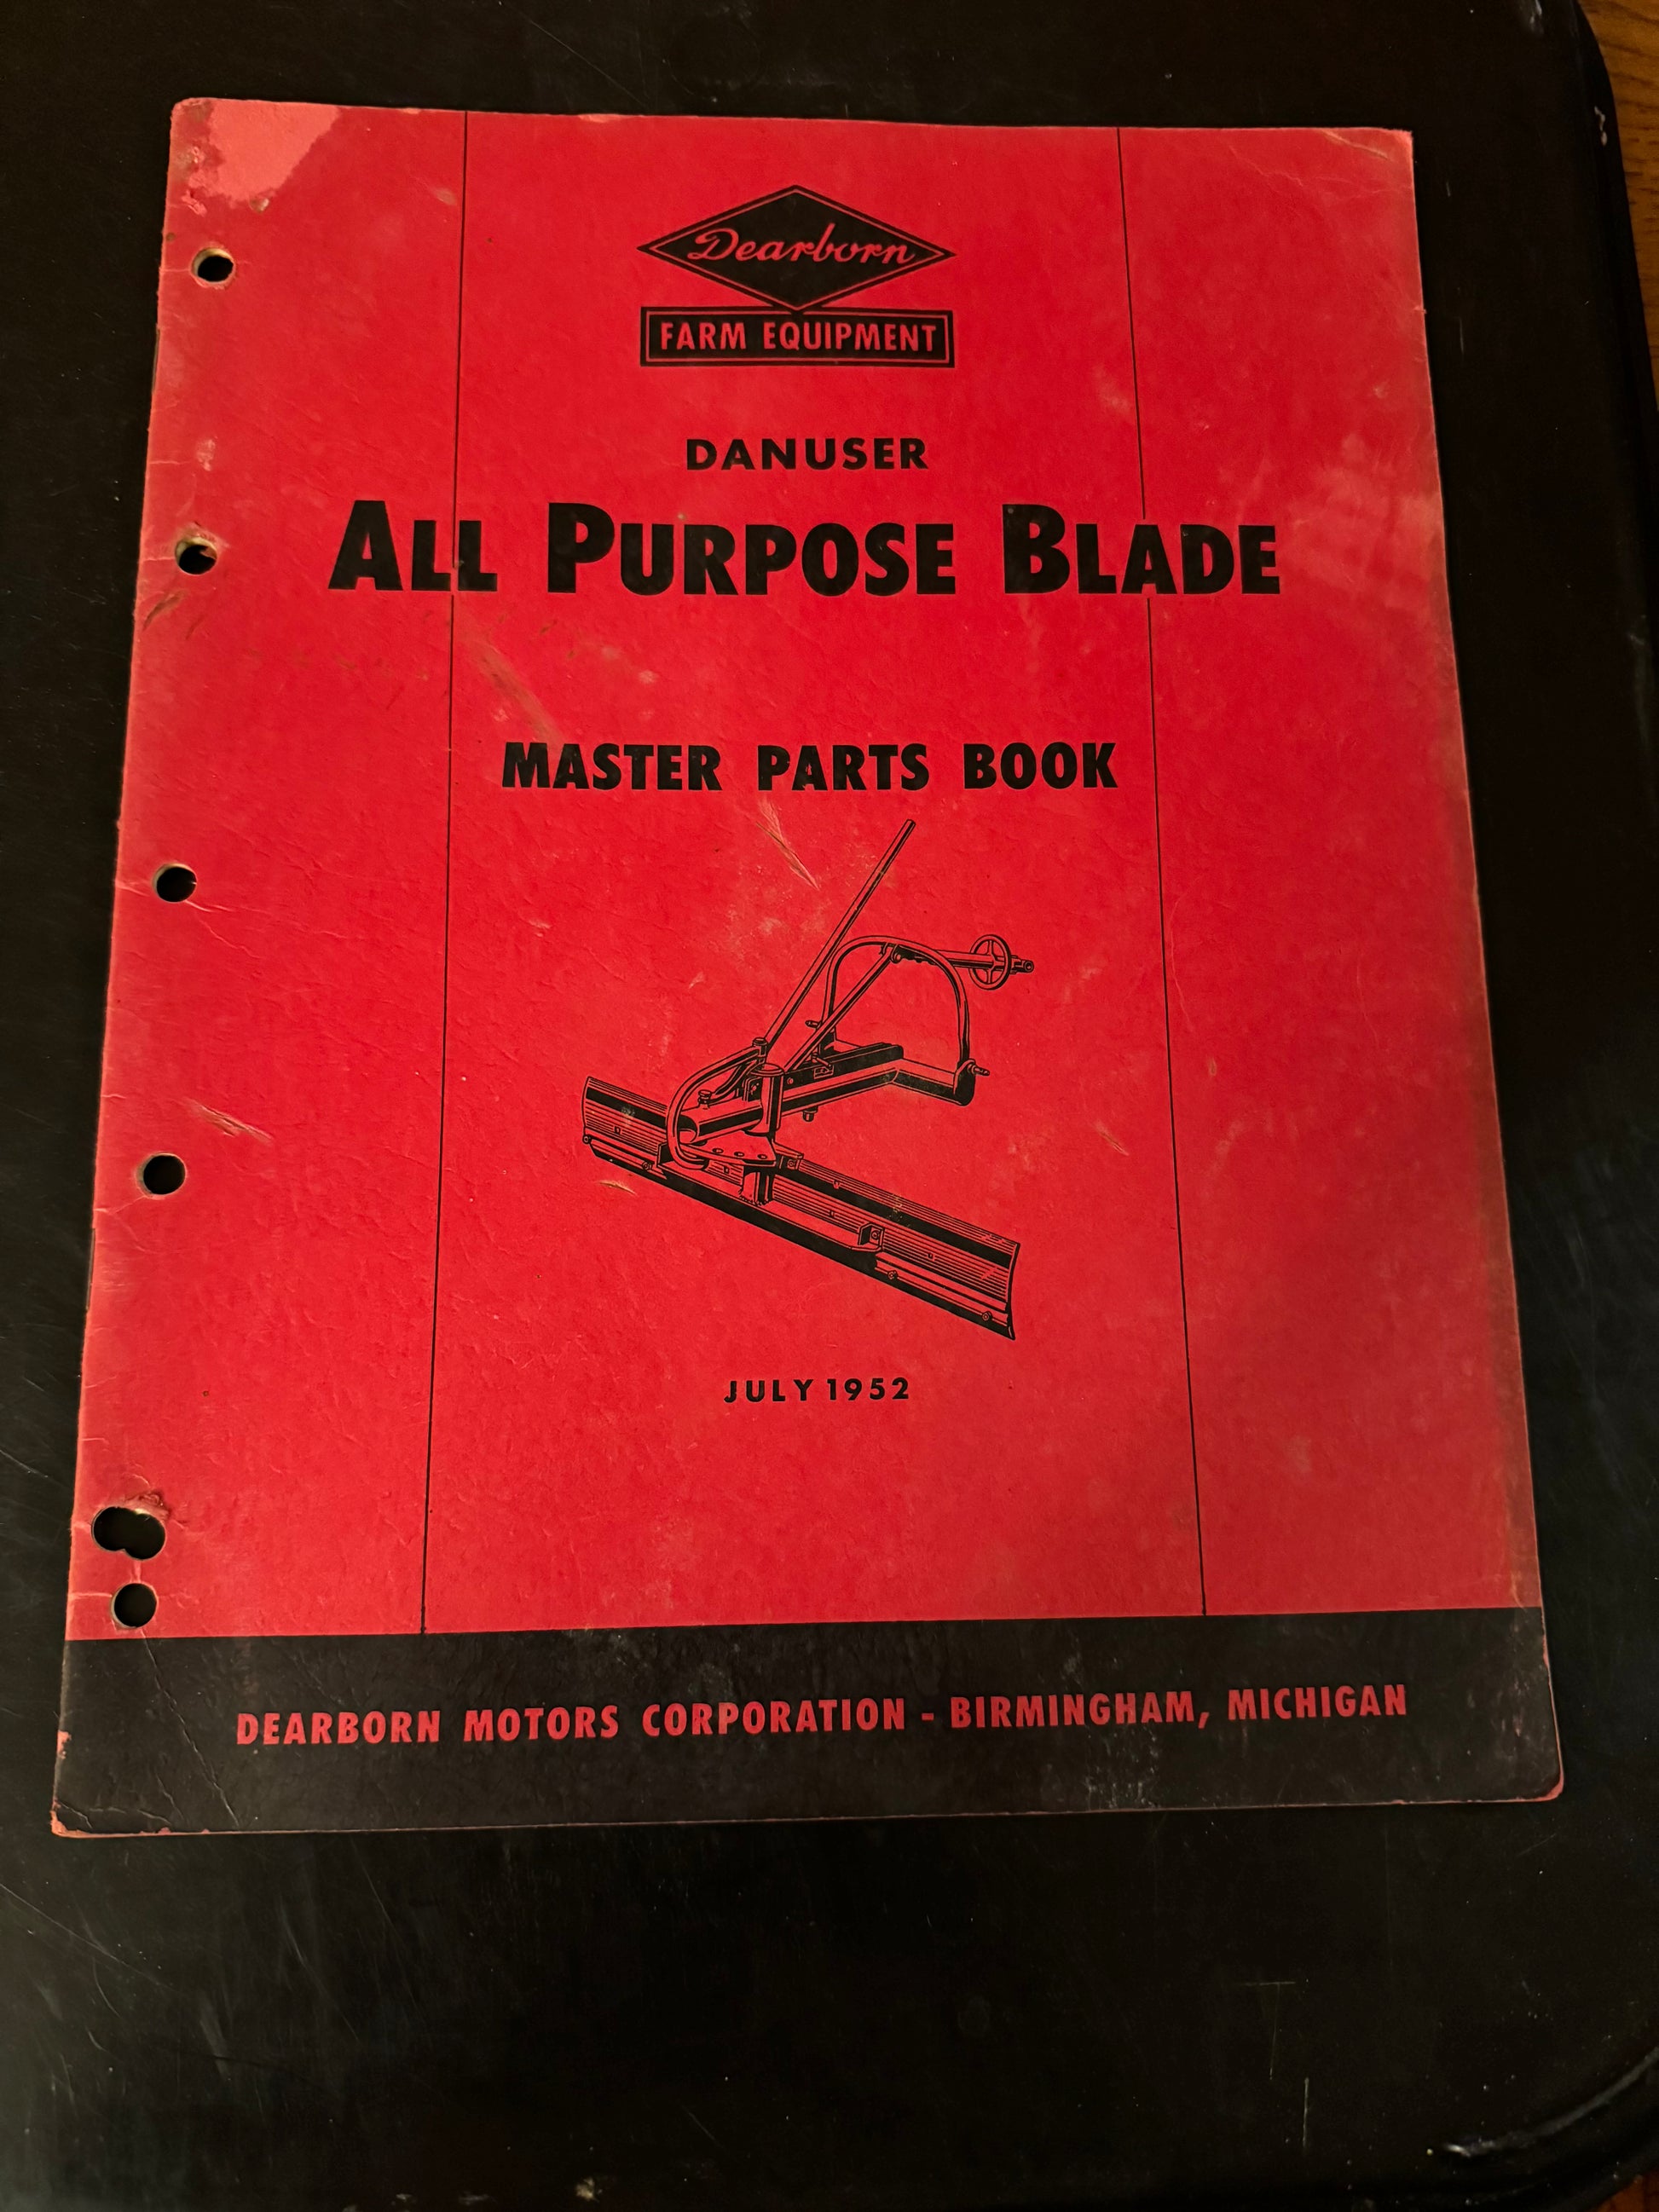 Dearborn
FARM EQUIPMENT
DANUSER
ALL PURPOSE BLADE
MASTER PARTS BOOK
JULY 1952
DEARBORN MOTORS CORPORATION - BIRMINGHAM, MICHIGAN